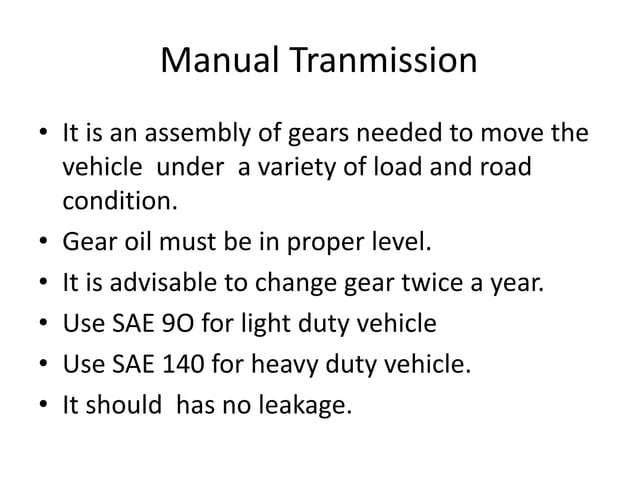 Manual Tranmission
• It is an assembly of gears needed to move the
vehicle  under  a variety of load and road
condition.
• Gear oil must be in proper level.
• It is advisable to change gear twice a year.
• Use SAE 9O for light duty vehicle
• Use SAE 140 for heavy duty vehicle.
• It should  has no leakage.